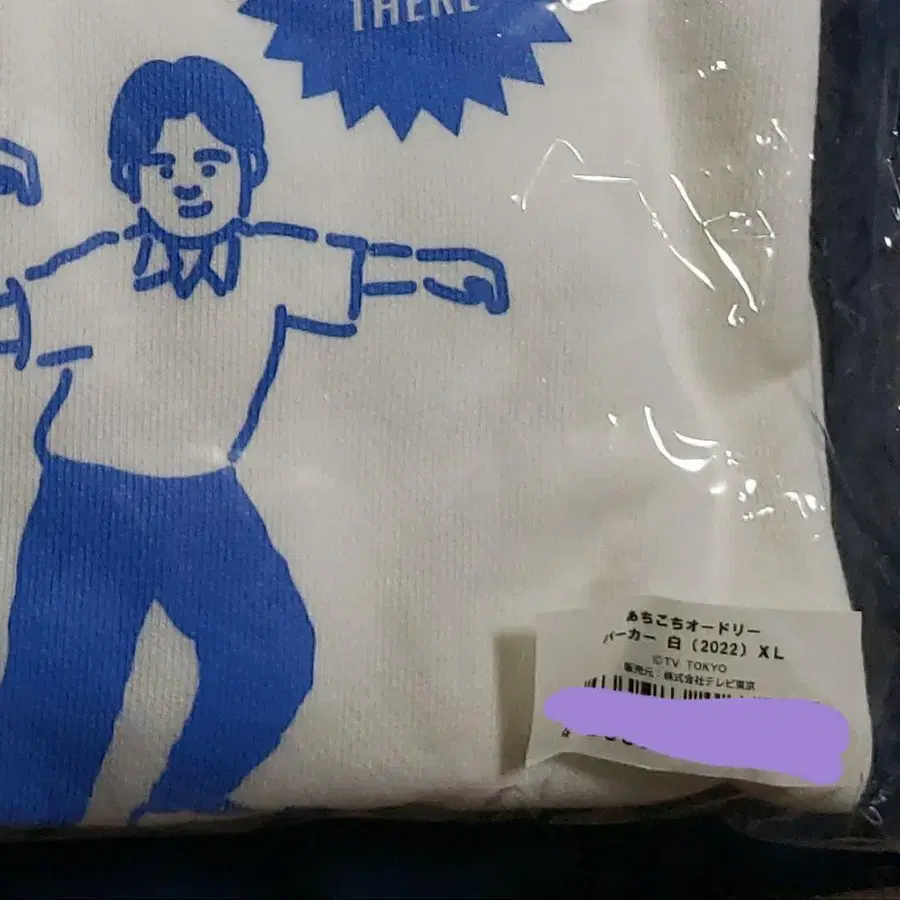 THERE
あちこちオードリー
パーカー 白（2022）XL
©TV TOKYO
販売元：株式会社テレビ東京